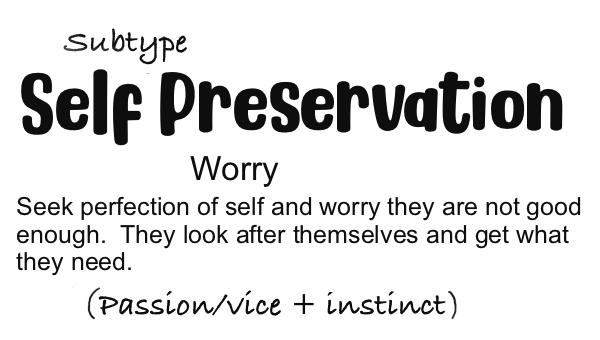 Subtype
Self Preservation
Worry
Seek perfection of self and worry they are not good
enough.  They look after themselves and get what
they need.
(Passion/vice + instinct)